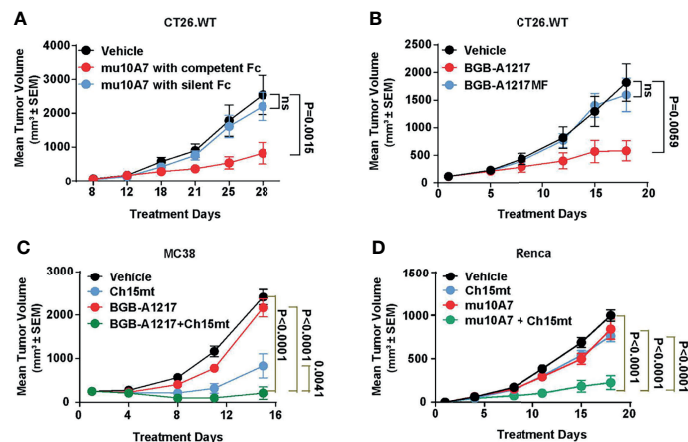 A
CT26.WT
Vehicle
mu10A7 with competent Fc
mu10A7 with silent Fc
Mean Tumor Volume
(mm³ ± SEM)
4000
3000
2000
1000
0
8 12 18 21 25 28
Treatment Days
ns
P=0.0016
B
CT26.WT
Vehicle
BGB-A1217
BGB-A1217MF
Mean Tumor Volume
(mm³ ± SEM)
2500
2000
1500
1000
500
0
0 5 10 15 20
Treatment Days
ns
P=0.0069
C
MC38
Vehicle
Ch15mt
BGB-A1217
BGB-A1217+Ch15mt
Mean Tumor Volume
(mm³ ± SEM)
3000
2000
1000
0
0 4 8 12 16
Treatment Days
P<0.0001
P<0.0001
0.0041
D
Renca
Vehicle
Ch15mt
mu10A7
mu10A7 + Ch15mt
Mean Tumor Volume
(mm³ ± SEM)
1500
1000
500
0
0 5 10 15 20
Treatment Days
P<0.0001
P<0.0001
P<0.0001